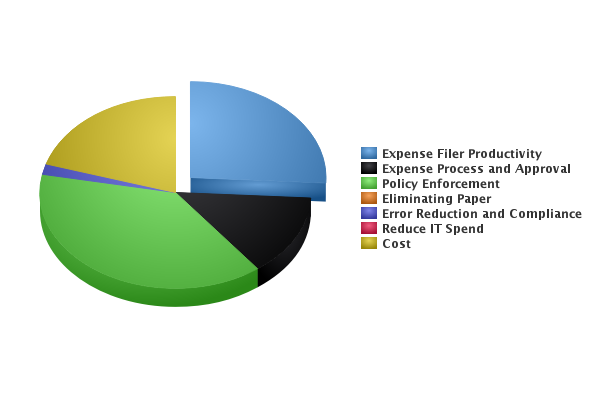 Expense Filer Productivity
Expense Process and Approval
Policy Enforcement
Eliminating Paper
Error Reduction and Compliance
Reduce IT Spend
Cost